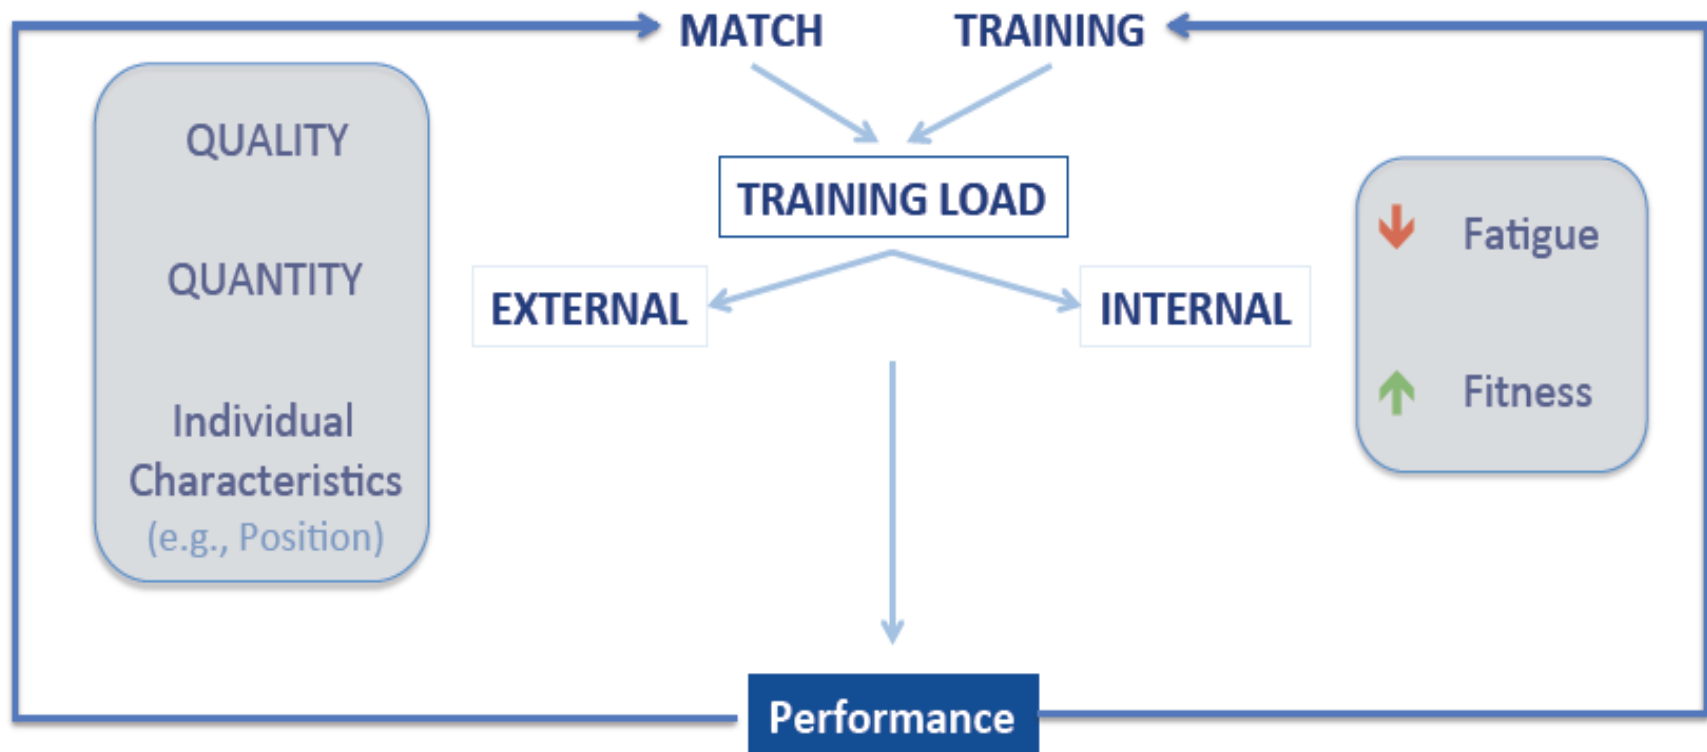 MATCH
TRAINING
QUALITY
QUANTITY
Individual
Characteristics
(e.g., Position)
TRAINING LOAD
EXTERNAL
INTERNAL
Fatigue
Fitness
Performance